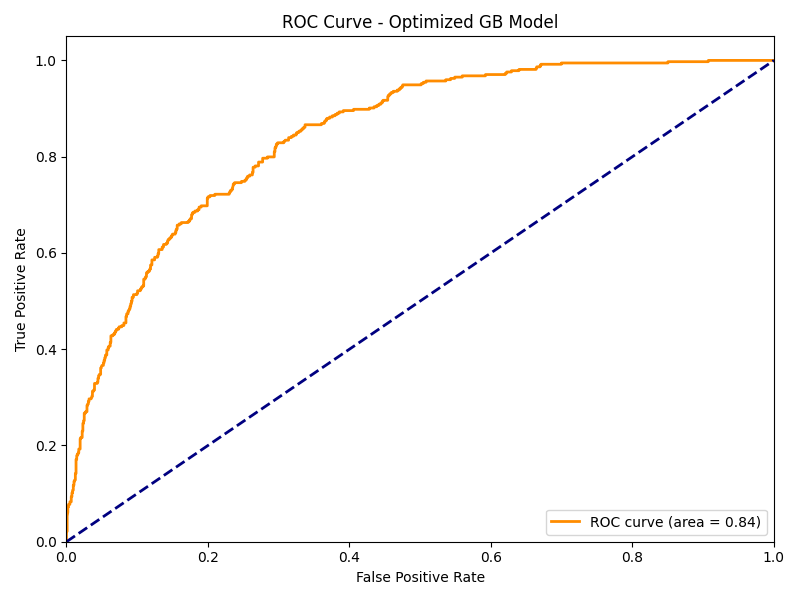 ROC Curve - Optimized GB Model
1.0
0.8
0.6
0.4
0.2
0.0
True Positive Rate
ROC curve (area = 0.84)
0.0 0.2 0.4 0.6 0.8 1.0
False Positive Rate